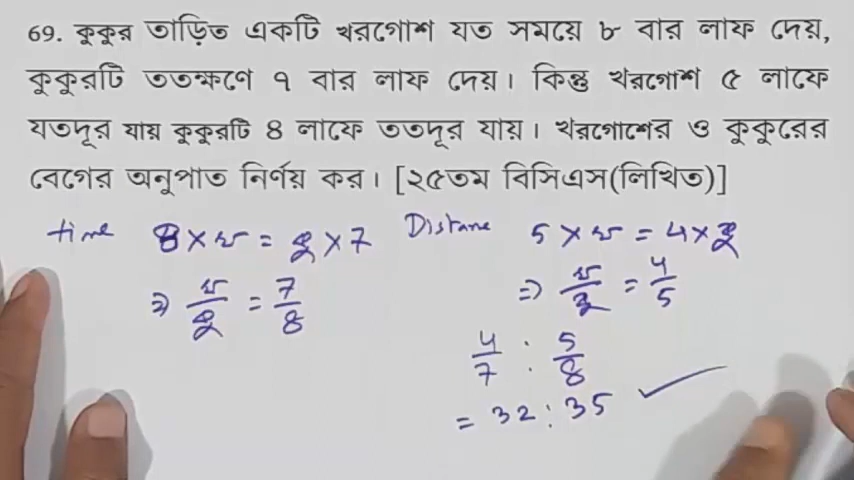 69. কুকুর তাড়িত একটি খরগোশ যত সময়ে ৮ বার লাফ দেয়,
কুকুরটি ততক্ষণে ৭ বার লাফ দেয়। কিন্তু খরগোশ ৫ লাফে
যতদূর যায় কুকুরটি ৪ লাফে ততদূর যায়। খরগোশের ও কুকুরের
বেগের অনুপাত নির্ণয় কর। [২৫তম বিসিএস(লিখিত)]
time 8 × খ = কু × 7
⇒ খ/কু = 7/8
Distane 5 × খ = 4 × কু
⇒ খ/কু = 4/5
4/7 : 5/8
= 32 : 35 ✓